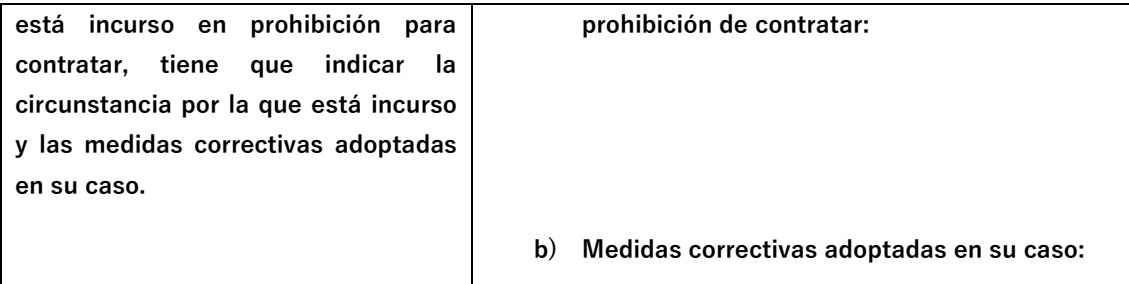 está incurso en prohibición para
contratar, tiene que indicar la
circunstancia por la que está incurso
y las medidas correctivas adoptadas
en su caso.
prohibición de contratar:
b) Medidas correctivas adoptadas en su caso: